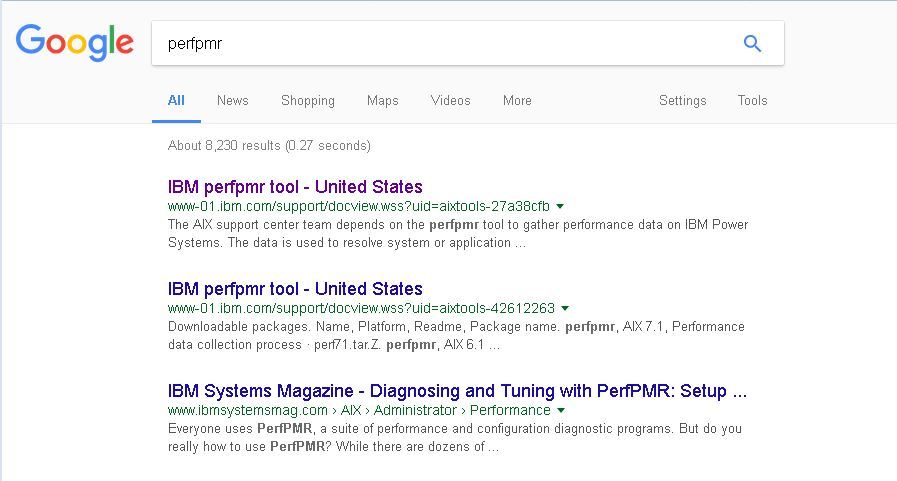 Google
perfpmr
All News Shopping Maps Videos More Settings Tools
About 8,230 results (0.27 seconds)
IBM perfpmr tool - United States
www-01.ibm.com/support/docview.wss?uid=aixtools-27a38cfb
The AIX support center team depends on the perfpmr tool to gather performance data on IBM Power
Systems. The data is used to resolve system or application ...
IBM perfpmr tool - United States
www-01.ibm.com/support/docview.wss?uid=aixtools-42612263
Downloadable packages. Name, Platform, Readme, Package name. perfpmr, AIX 7.1, Performance
data collection process · perf71.tar.Z. perfpmr, AIX 6.1 ...
IBM Systems Magazine - Diagnosing and Tuning with PerfPMR: Setup ...
www.ibmsystemsmag.com › AIX › Administrator › Performance
Everyone uses PerfPMR, a suite of performance and configuration diagnostic programs. But do you
really how to use PerfPMR? While there are dozens of ...